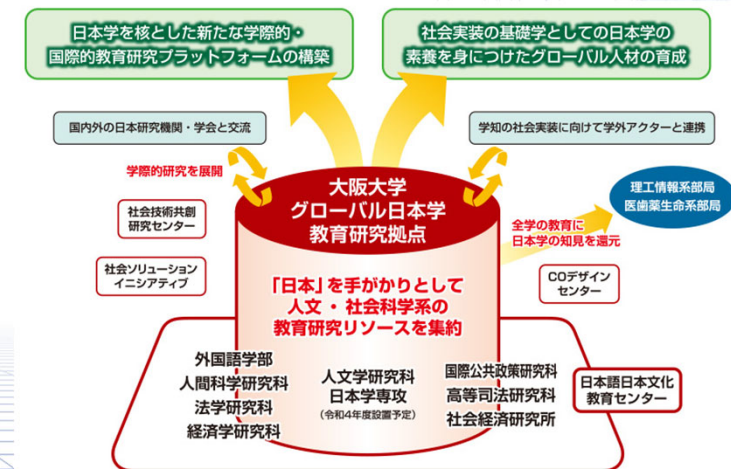 日本学を核とした新たな学際的・
国際的教育研究プラットフォームの構築
社会実装の基礎学としての日本学の
素養を身につけたグローバル人材の育成
国内外の日本研究機関・学会と交流
学知の社会実装に向けて学外アクターと連携
学際的研究を展開
大阪大学
グローバル日本学
教育研究拠点
理工情報系部局
医歯薬生命系部局
社会技術共創
研究センター
全学の教育に
日本学の知見を還元
社会ソリューション
イニシアティブ
COデザイン
センター
「日本」を手がかりとして
人文・社会科学系の
教育研究リソースを集約
外国語学部
人間科学研究科
法学研究科
経済学研究科
人文学研究科
日本学専攻
(令和4年度設置予定)
国際公共政策研究科
高等司法研究科
社会経済研究所
日本語日本文化
教育センター